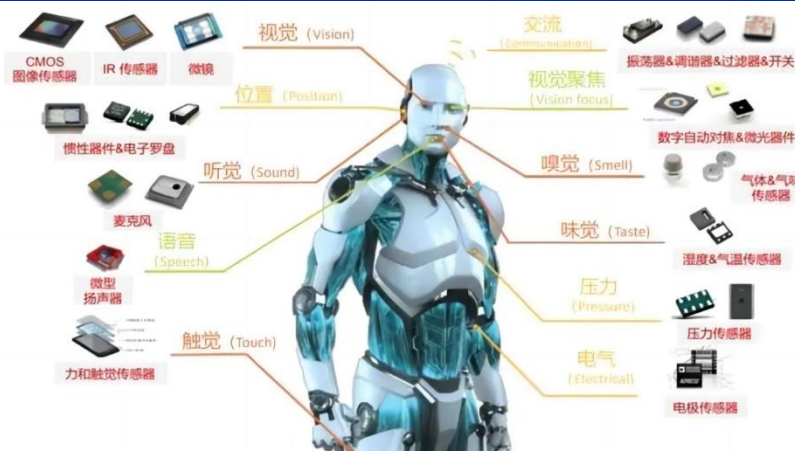 视觉 (Vision)
CMOS
图像传感器
IR 传感器
微镜
位置 (Position)
惯性器件&电子罗盘
听觉 (Sound)
麦克风
语音
(Speech)
微型
扬声器
触觉 (Touch)
力和触觉传感器
交流
(Communication)
振荡器&调谐器&过滤器&开关
视觉聚焦
(Vision focus)
数字自动对焦&微光器件
嗅觉 (Smell)
气体&气味
传感器
味觉 (Taste)
湿度&气温传感器
压力
(Pressure)
压力传感器
电气
(Electrical)
电极传感器